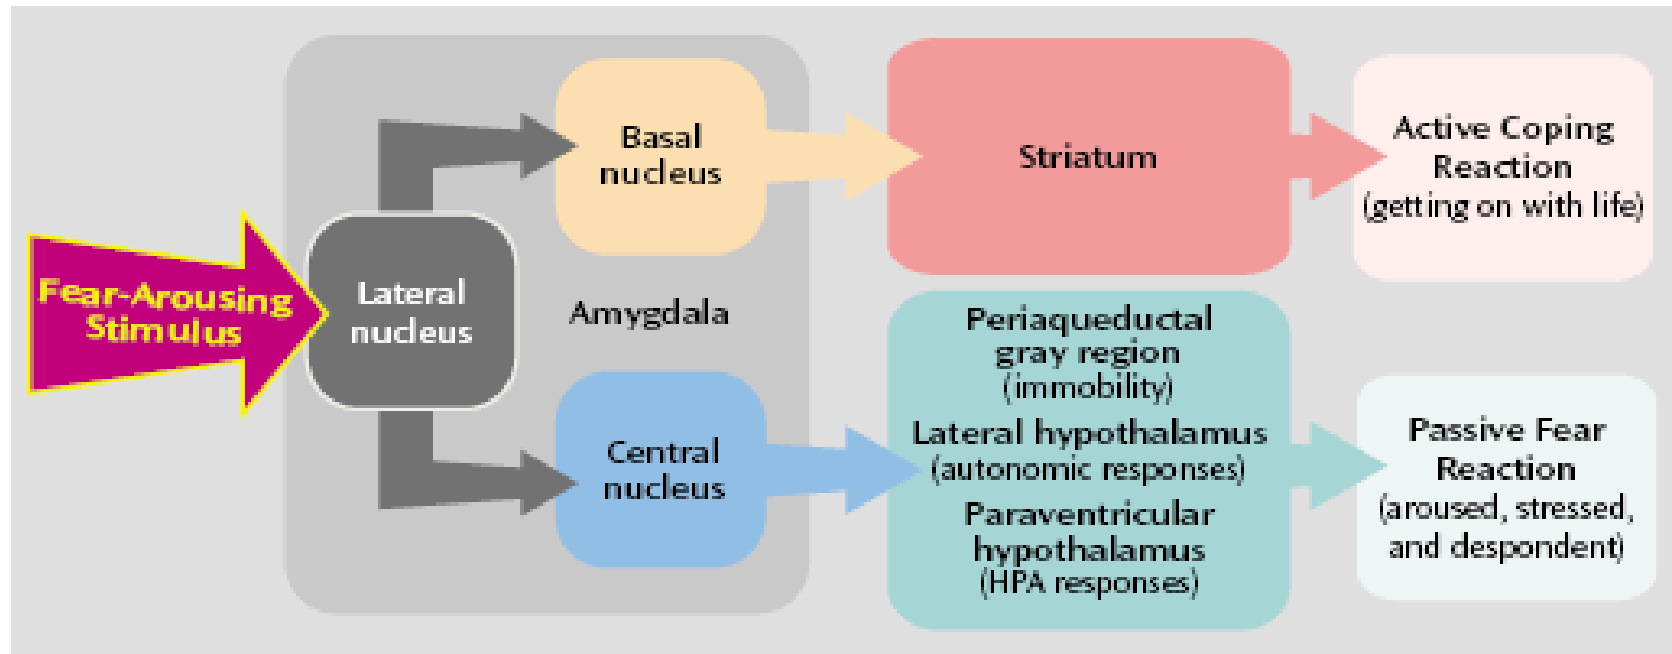 Fear-Arousing
Stimulus
Lateral
nucleus
Basal
nucleus
Amygdala
Central
nucleus
Striatum
Periaqueductal
gray region
(immobility)
Lateral hypothalamus
(autonomic responses)
Paraventricular
hypothalamus
(HPA responses)
Active Coping
Reaction
(getting on with life)
Passive Fear
Reaction
(aroused, stressed,
and despondent)